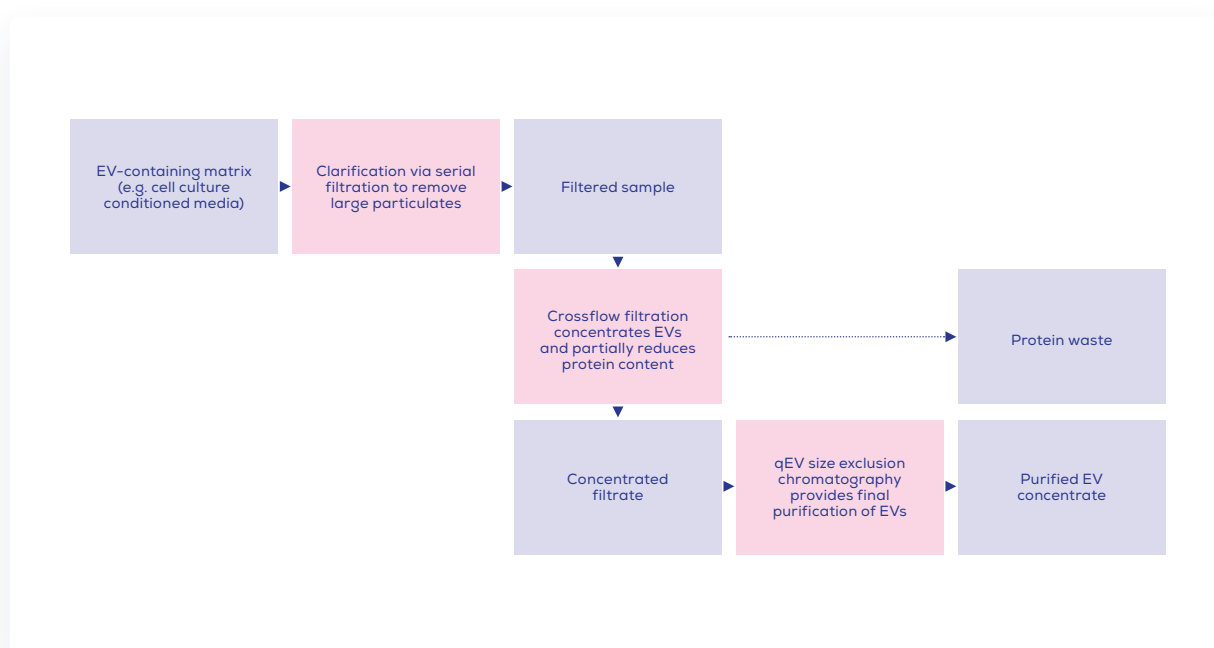 EV-containing matrix
(e.g. cell culture
conditioned media)
Clarification via serial
filtration to remove
large particulates
Filtered sample
Crossflow filtration
concentrates EVs
and partially reduces
protein content
Protein waste
Concentrated
filtrate
qEV size exclusion
chromatography
provides final
purification of EVs
Purified EV
concentrate